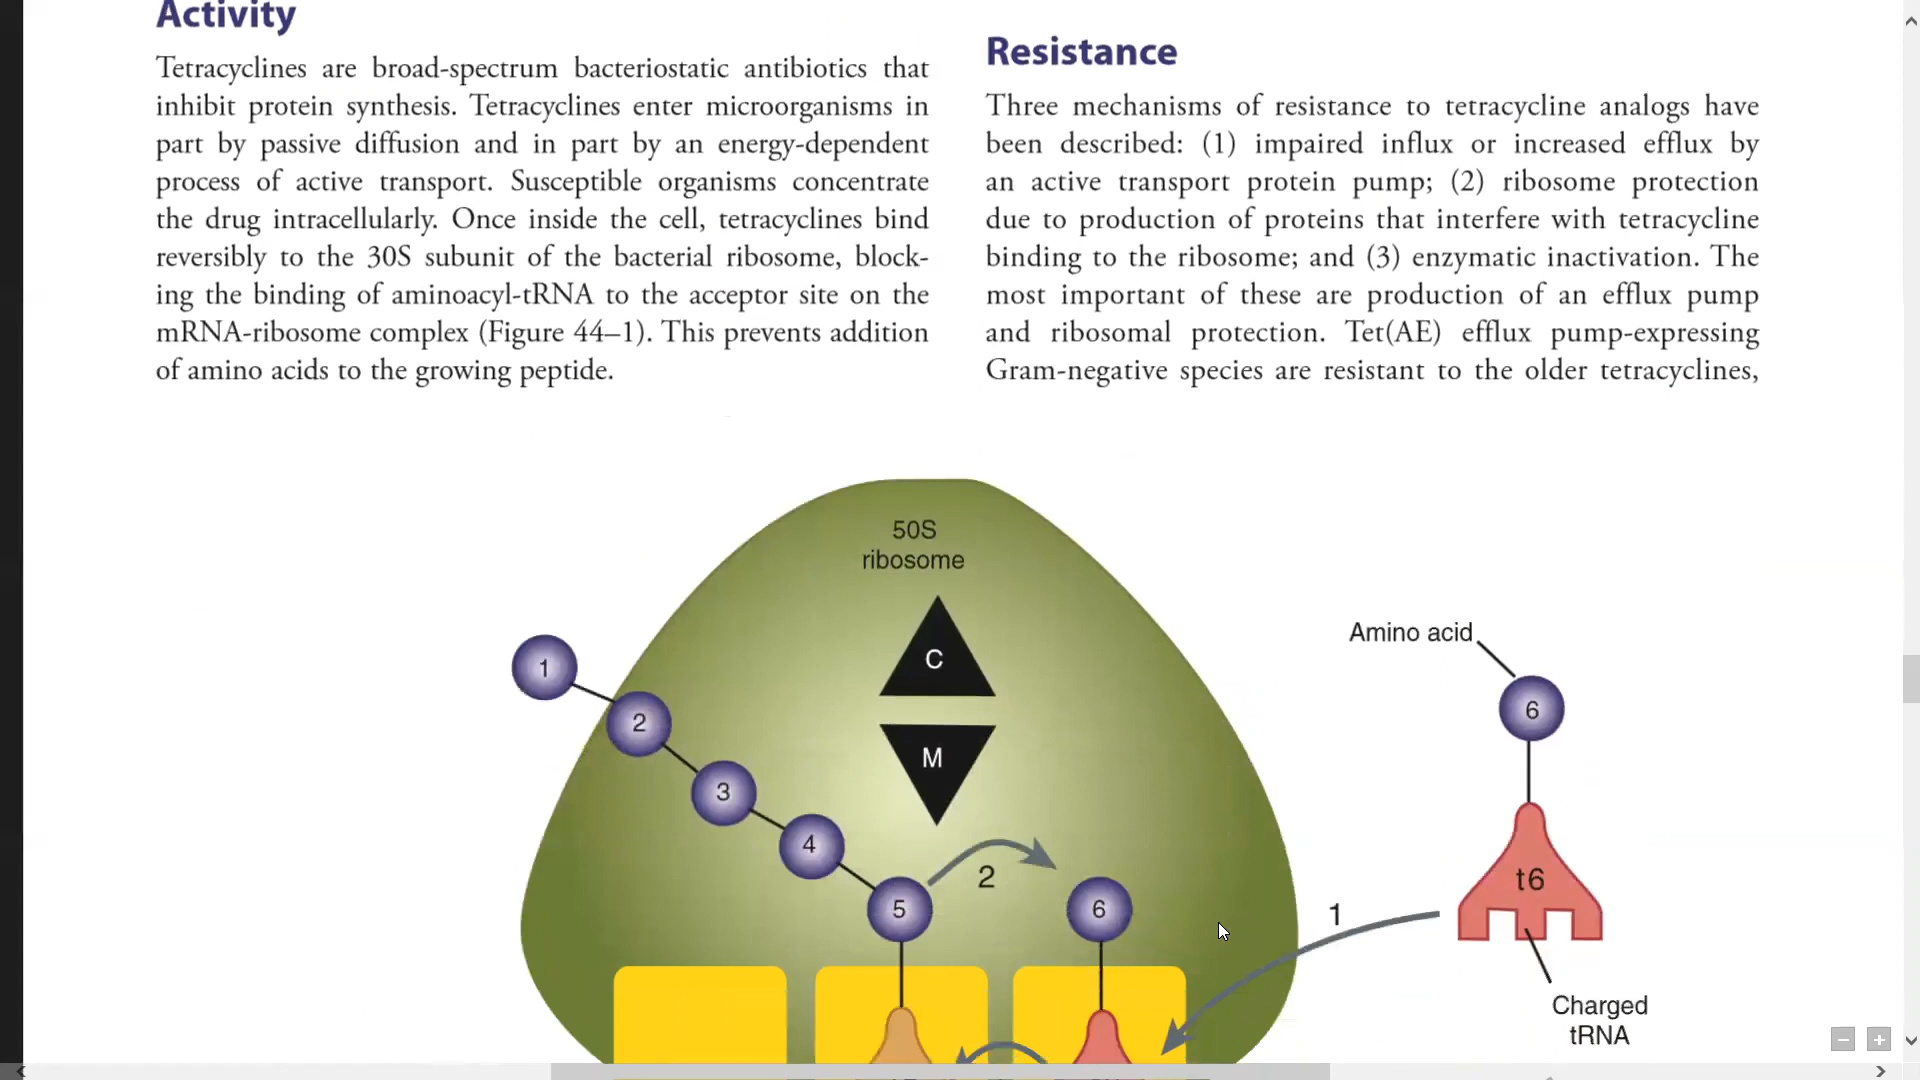 Activity
Tetracyclines are broad-spectrum bacteriostatic antibiotics that
inhibit protein synthesis. Tetracyclines enter microorganisms in
part by passive diffusion and in part by an energy-dependent
process of active transport. Susceptible organisms concentrate
the drug intracellularly. Once inside the cell, tetracyclines bind
reversibly to the 30S subunit of the bacterial ribosome, block-
ing the binding of aminoacyl-tRNA to the acceptor site on the
mRNA-ribosome complex (Figure 44–1). This prevents addition
of amino acids to the growing peptide.
Resistance
Three mechanisms of resistance to tetracycline analogs have
been described: (1) impaired influx or increased efflux by
an active transport protein pump; (2) ribosome protection
due to production of proteins that interfere with tetracycline
binding to the ribosome; and (3) enzymatic inactivation. The
most important of these are production of an efflux pump
and ribosomal protection. Tet(AE) efflux pump-expressing
Gram-negative species are resistant to the older tetracyclines,
50S
ribosome
C
M
1
2
3
4
5
2
6
1
Amino acid
6
t6
Charged
tRNA